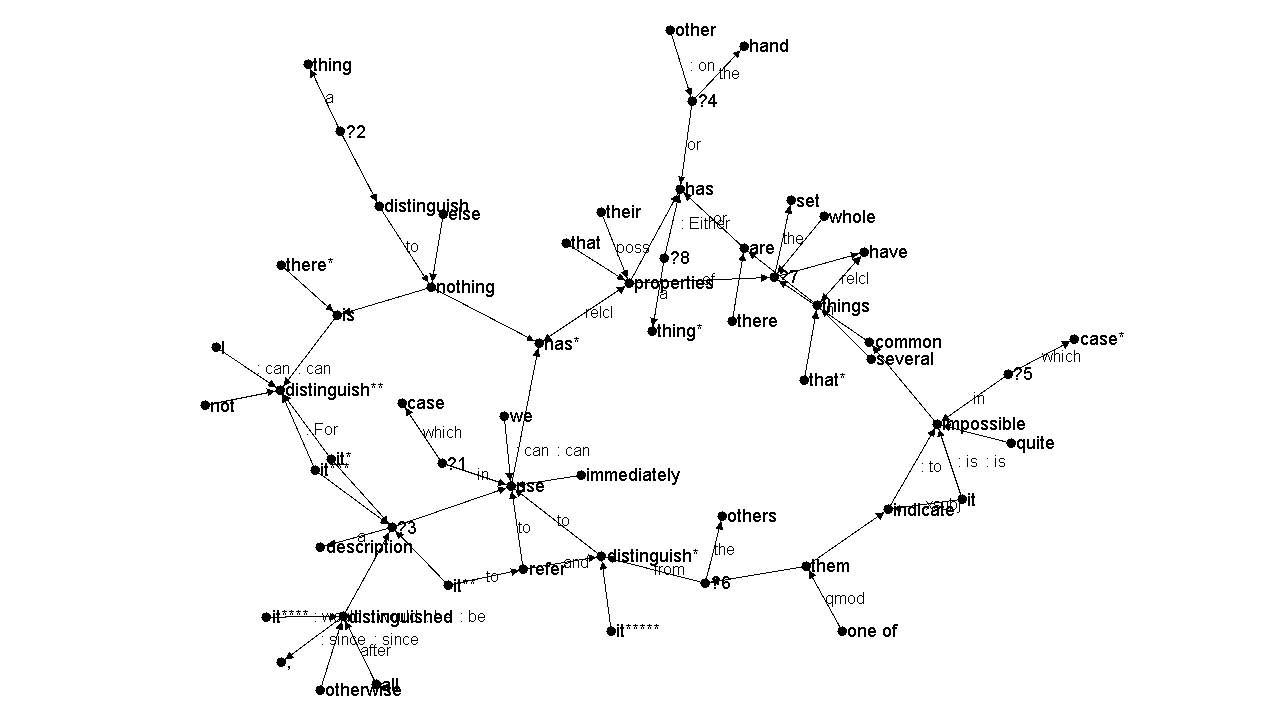 other
hand
: on
the
thing
a
?4
?2
or
has
set
their
the
whole
distinguish
else
or
: Either
that
poss
are
to
have
there*
?8
relcl
?7
properties
of
nothing
a
things
is
relcl
there
thing*
has*
common
case*
I
several
which
: can : can
?5
that*
distinguish**
in
not
case
we
impossible
For
which
quite
can : can
it*
?1
: is : is
it***
in
: to
immediately
use
it
xsubj
indicate
others
?3
to
to
a
the
description
distinguish*
and
from
refer
them
to
?6
it**
qmod
it****
distinguished
: be
it*****
one of
: since : since
after
,
all
otherwise